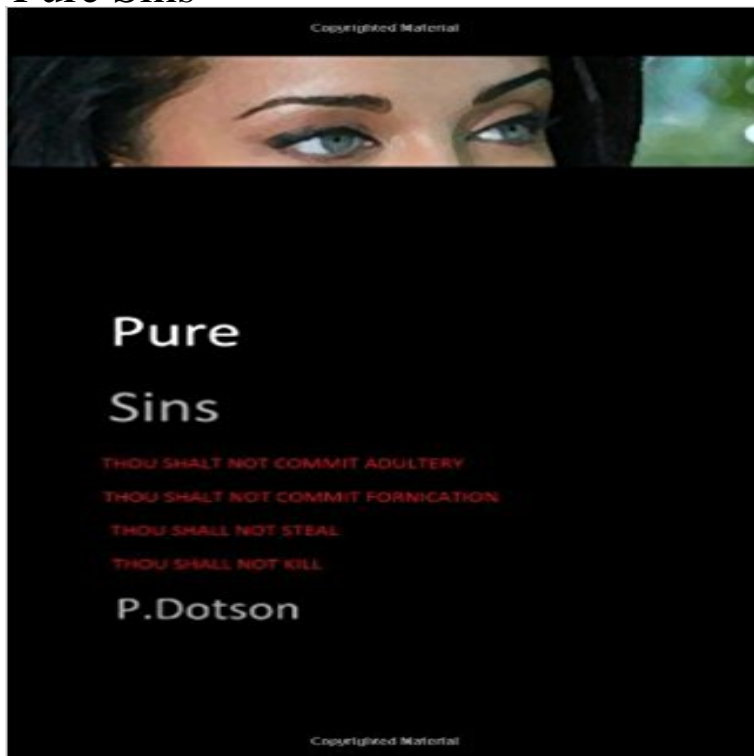 Pure Sins
Copyrighted Material
Pure
Sins
THOU SHALT NOT COMMIT ADULTERY
THOU SHALT NOT COMMIT FORNICATION
THOU SHALL NOT STEAL
THOU SHALL NOT KILL
P.Dotson
Copyrighted Material